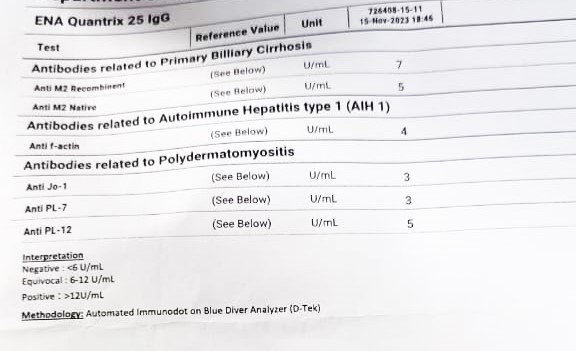 ENA Quantrix 25 IgG
Test Reference Value Unit 726408-15-11
15-Nov-2023 18:46
Antibodies related to Primary Billiary Cirrhosis
Anti M2 Recombinent (See Below) U/mL 7
Anti M2 Native (See Below) U/mL 5
Antibodies related to Autoimmune Hepatitis type 1 (AIH 1)
Anti f-actin (See Below) U/mL 4
Antibodies related to Polydermatomyositis
Anti Jo-1 (See Below) U/mL 3
Anti PL-7 (See Below) U/mL 3
Anti PL-12 (See Below) U/mL 5
Interpretation
Negative : <6 U/mL
Equivocal : 6-12 U/mL
Positive : >12U/mL
Methodology: Automated Immunodot on Blue Diver Analyzer (D-Tek)